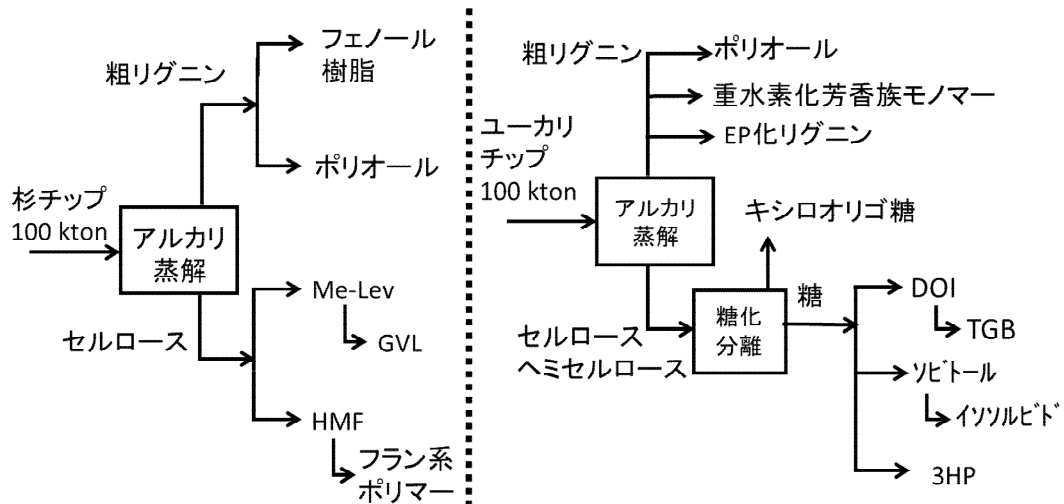 フェノール
樹脂
粗リグニン
ポリオール
杉チップ
100 kton
アルカリ
蒸解
Me-Lev
GVL
セルロース
HMF
フラン系
ポリマー
粗リグニン
ポリオール
重水素化芳香族モノマー
EP化リグニン
ユーカリ
チップ
100 kton
アルカリ
蒸解
キシロオリゴ糖
糖
DOI
TGB
糖化
分離
セルロース
ヘミセルロース
ソビトール
イソソルビド
3HP